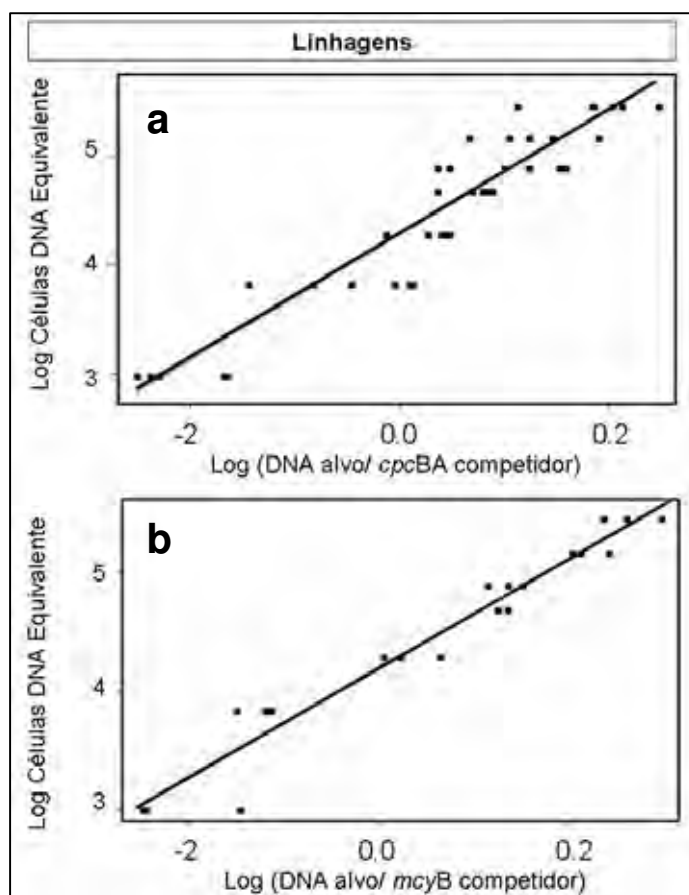 Linhagens
a
Log Células DNA Equivalente
5
4
3
-2
0.0
0.2
Log (DNA alvo/ cpcBA competidor)
b
Log Células DNA Equivalente
5
4
3
-2
0.0
0.2
Log (DNA alvo/ mcyB competidor)